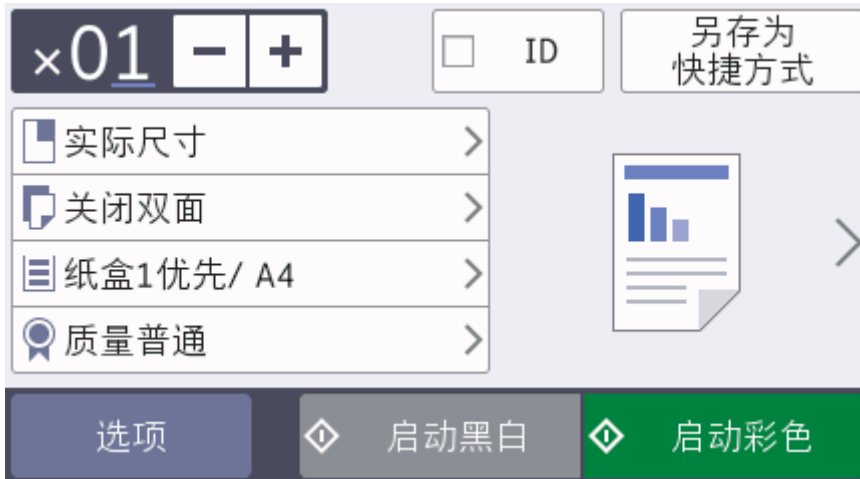 ×01 − +
ID
另存为
快捷方式
实际尺寸
关闭双面
纸盒1优先/ A4
质量普通
选项
启动黑白
启动彩色